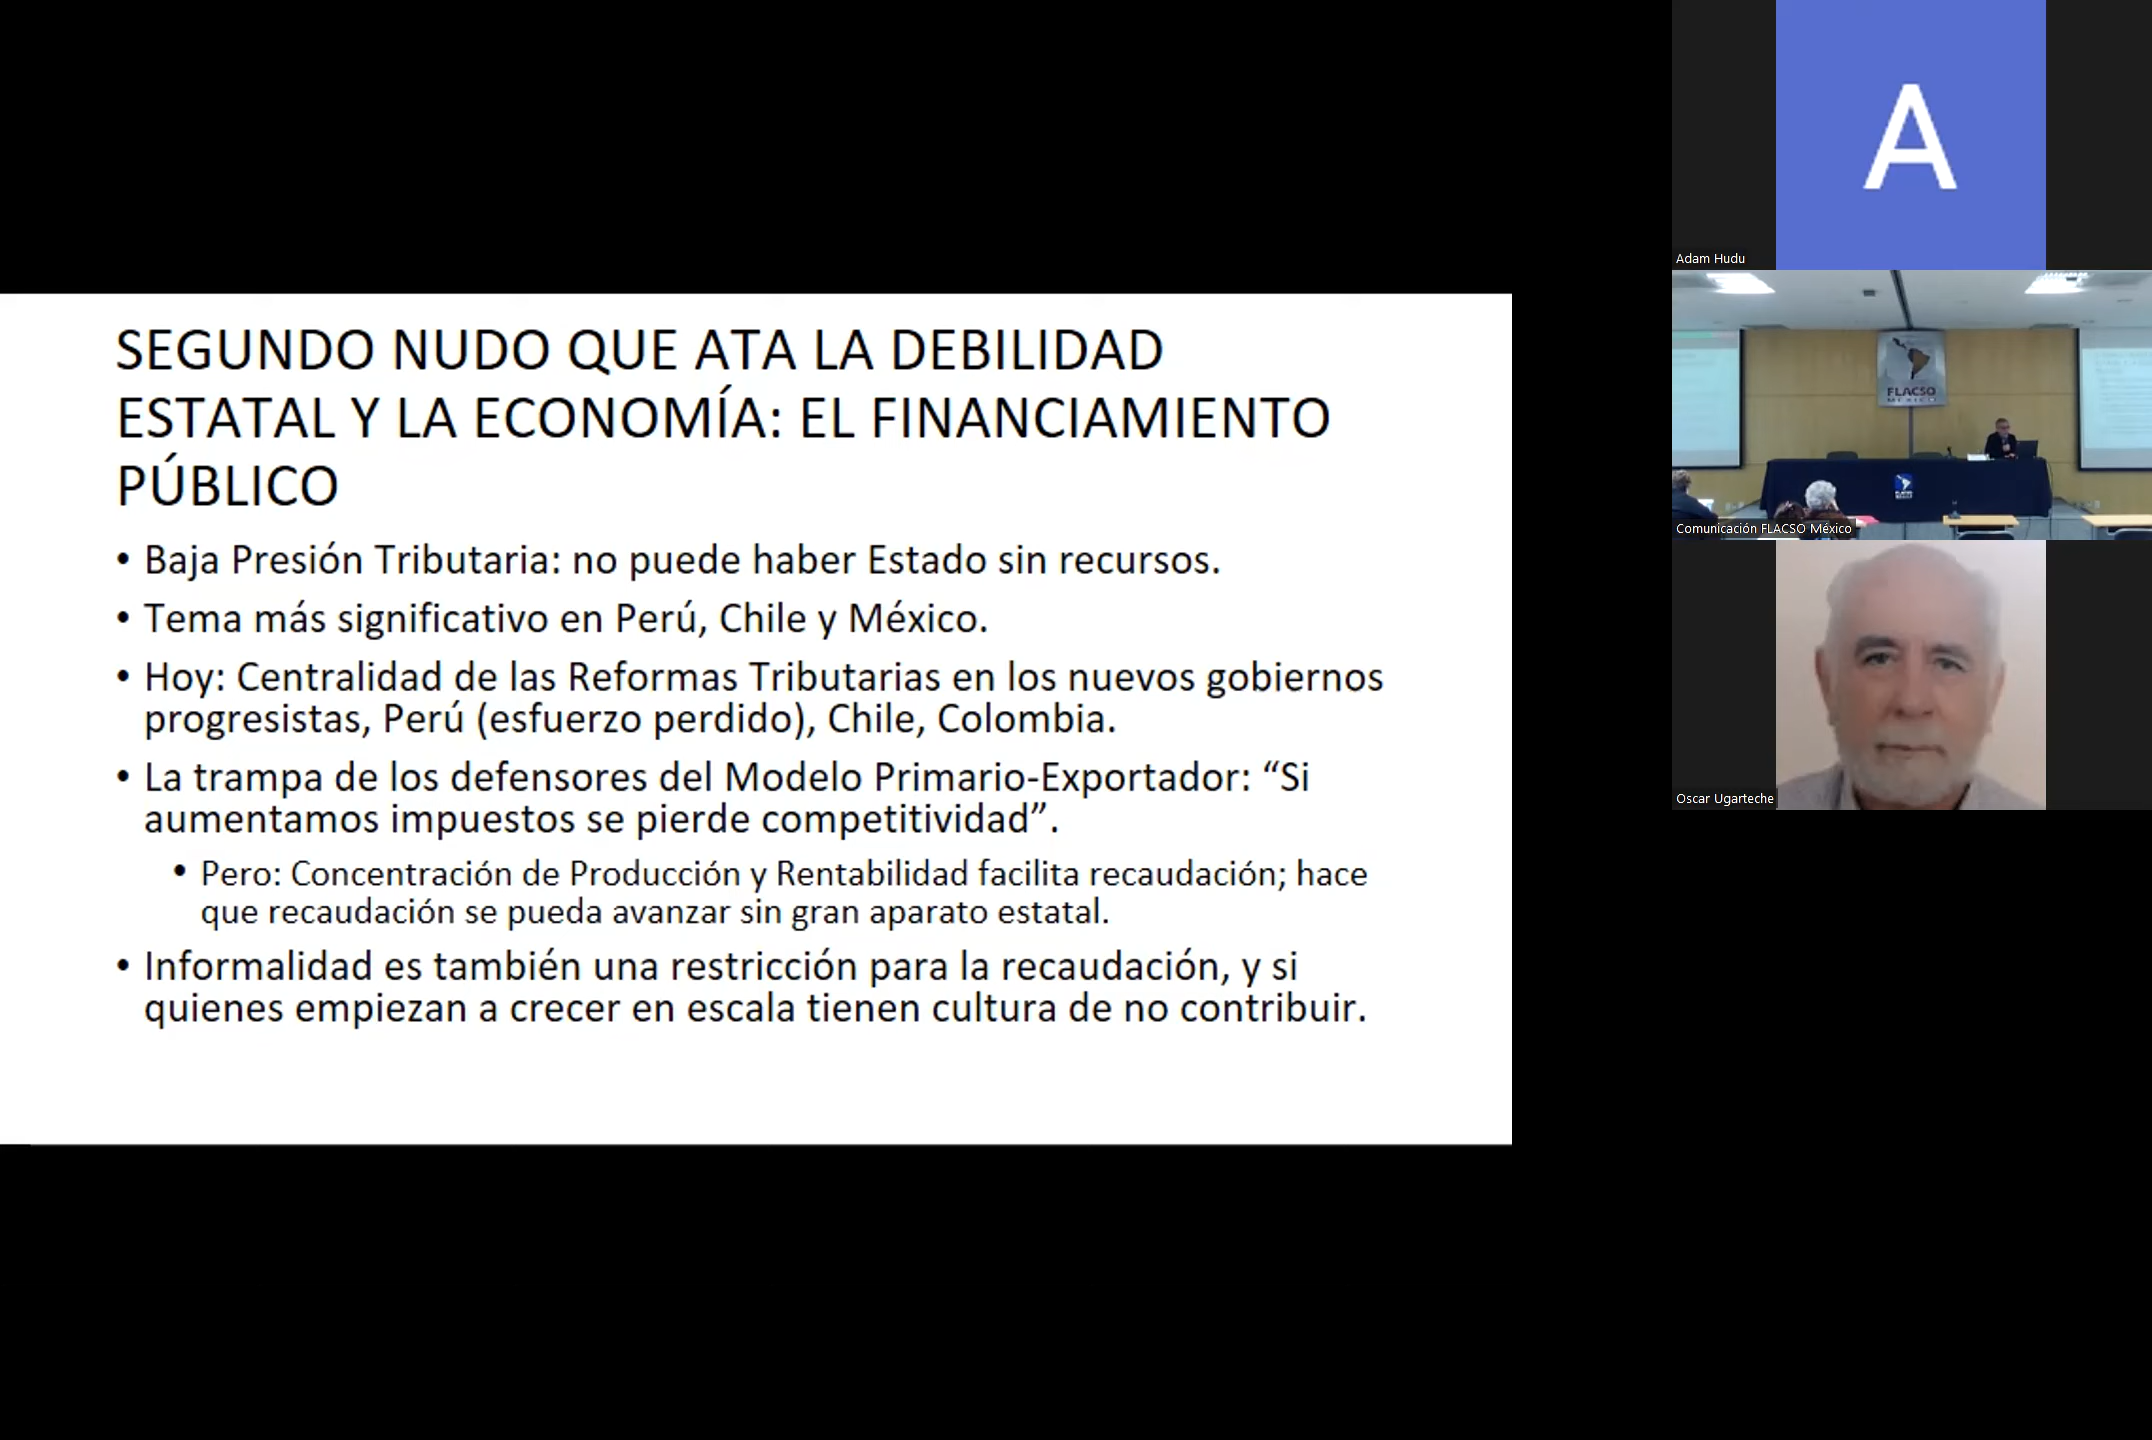 SEGUNDO NUDO QUE ATA LA DEBILIDAD
ESTATAL Y LA ECONOMÍA: EL FINANCIAMIENTO
PÚBLICO
• Baja Presión Tributaria: no puede haber Estado sin recursos.
• Tema más significativo en Perú, Chile y México.
• Hoy: Centralidad de las Reformas Tributarias en los nuevos gobiernos
progresistas, Perú (esfuerzo perdido), Chile, Colombia.
• La trampa de los defensores del Modelo Primario-Exportador: “Si
aumentamos impuestos se pierde competitividad”.
• Pero: Concentración de Producción y Rentabilidad facilita recaudación; hace
que recaudación se pueda avanzar sin gran aparato estatal.
• Informalidad es también una restricción para la recaudación, y si
quienes empiezan a crecer en escala tienen cultura de no contribuir.
A
Adam Hudu
FLACSO
MÉXICO
Comunicación FLACSO México
Oscar Ugarteche